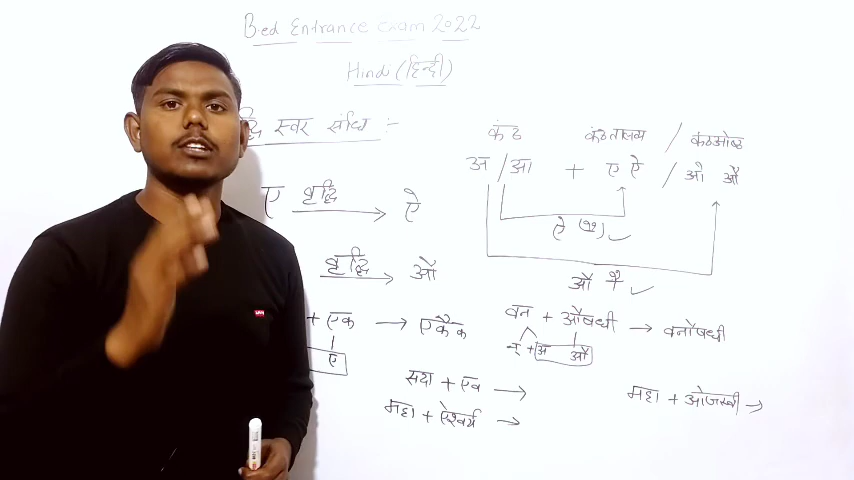 B.ed Entrance exam 2022
Hindi (हिन्दी)
स्वर संधि :-
कंठ कंठतालव्य / कंठओष्ठ
अ / आ + ए ऐ / ओ औ
ए वृद्धि ऐ
ऐ
वृद्धि औ
औ
+ एक → एकैक
ए
वन + औषधी → वनौषधी
न् + अ औ
सदा + एव →
महा + ओजस्वी →
महा + ऐश्वर्य →